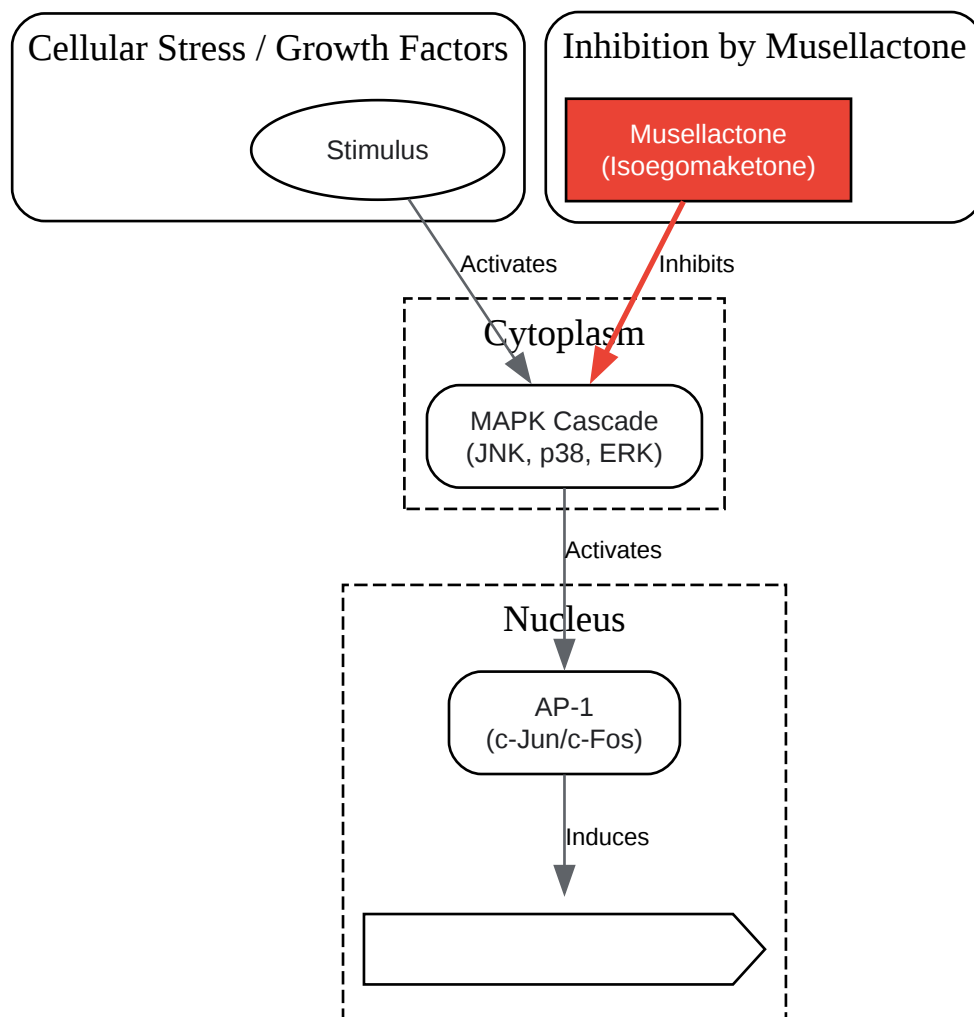 Cellular Stress / Growth Factors
Inhibition by Musellactone
Stimulus
Musellactone
(Isoegomaketone)
Activates
Inhibits
Cytoplasm
MAPK Cascade
(JNK, p38, ERK)
Activates
Nucleus
AP-1
(c-Jun/c-Fos)
Induces